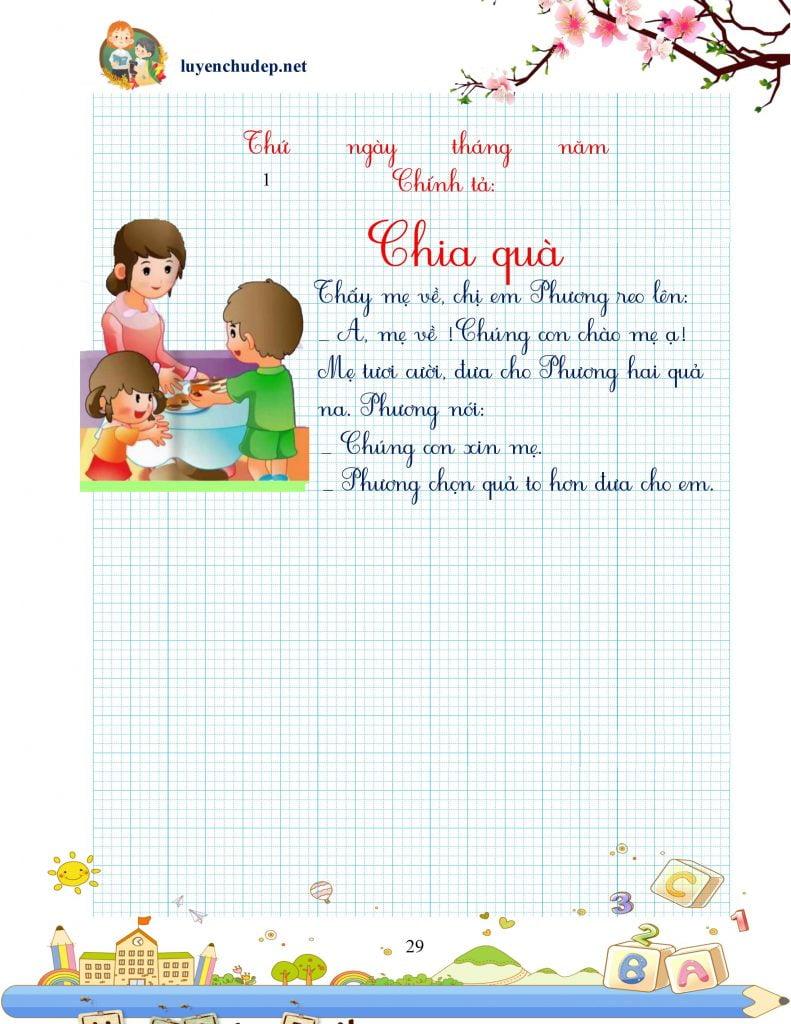 luyenchudep.net
Thứ ngày tháng năm
1 Chính tả:
Chia quà
Thấy mẹ về, chị em Phương reo lên:
_ A, mẹ về !Chúng con chào mẹ ạ!
Mẹ tươi cười, đưa cho Phương hai quả
na. Phương nói:
_ Chúng con xin mẹ.
_ Phương chọn quả to hơn đưa cho em.
C
3
1
2
B A
29